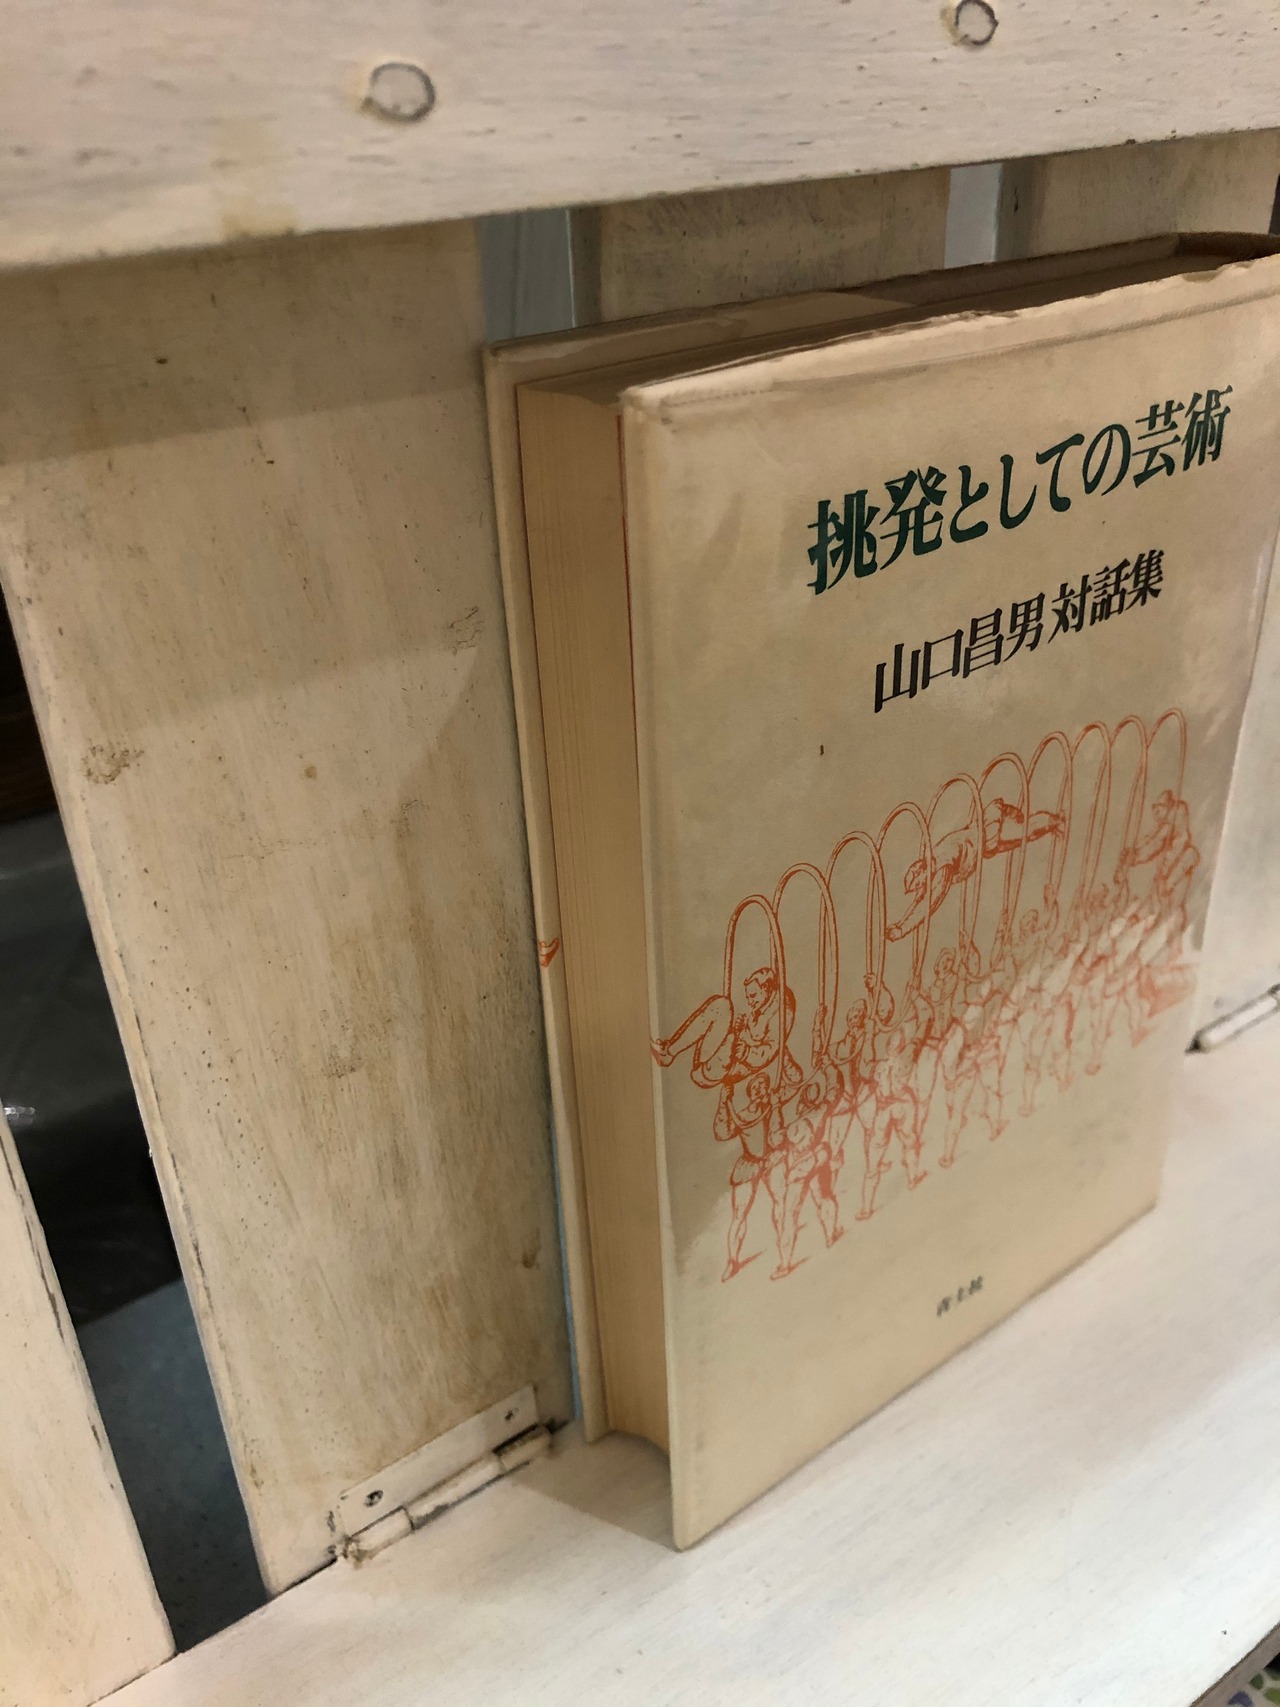 挑発としての芸術
山口昌男対話集
青土社